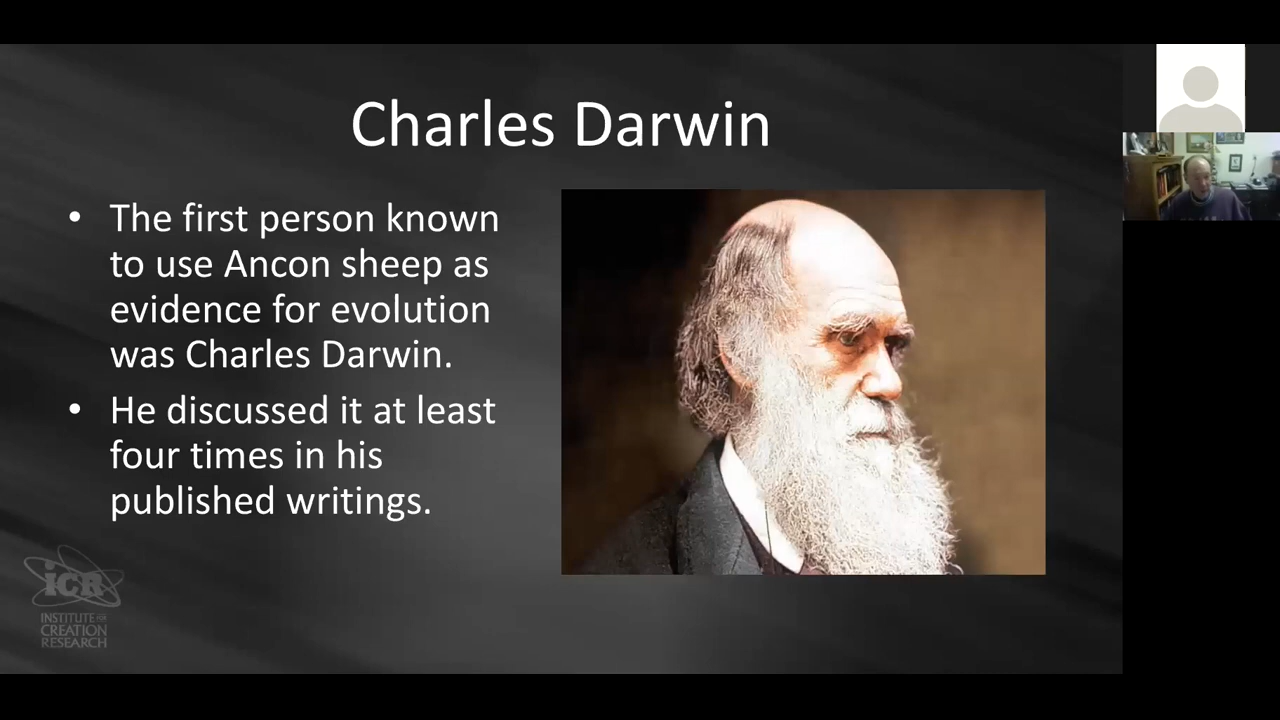 Charles Darwin
• The first person known
to use Ancon sheep as
evidence for evolution
was Charles Darwin.
• He discussed it at least
four times in his
published writings.
iCR
INSTITUTE FOR
CREATION
RESEARCH